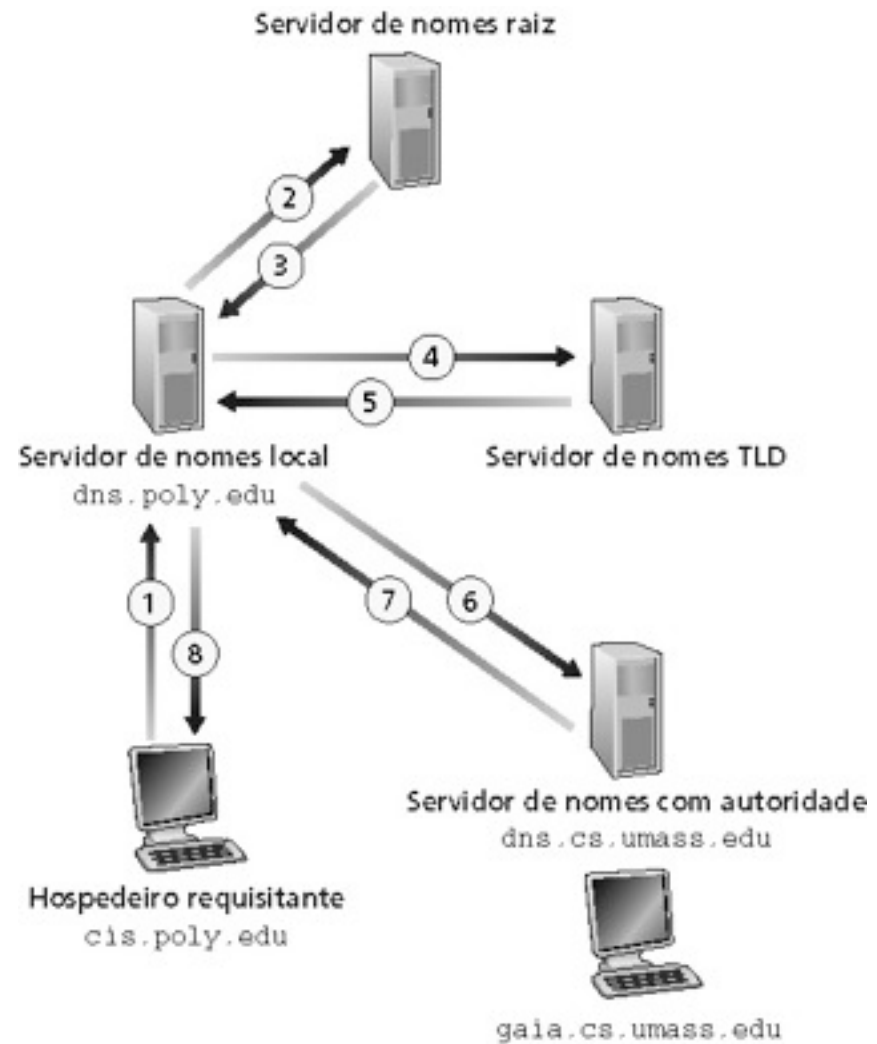 Servidor de nomes raiz
2
3
4
5
Servidor de nomes local
dns.poly.edu
Servidor de nomes TLD
1
8
7
6
Servidor de nomes com autoridade
dns.cs.umass.edu
Hospedeiro requisitante
cis.poly.edu
gaia.cs.umass.edu